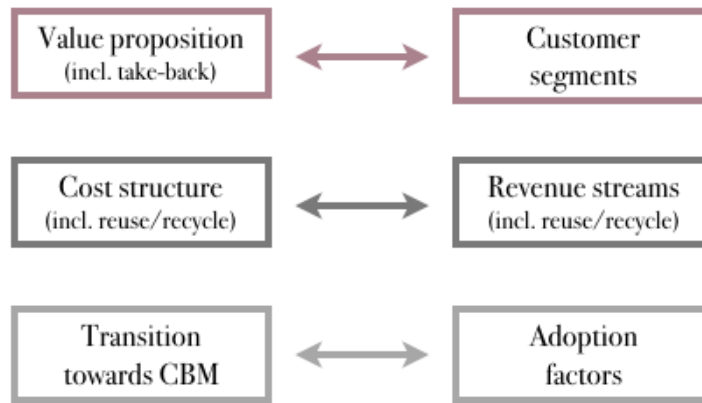 Value proposition
(incl. take-back)
Customer
segments
Cost structure
(incl. reuse/recycle)
Revenue streams
(incl. reuse/recycle)
Transition
towards CBM
Adoption
factors